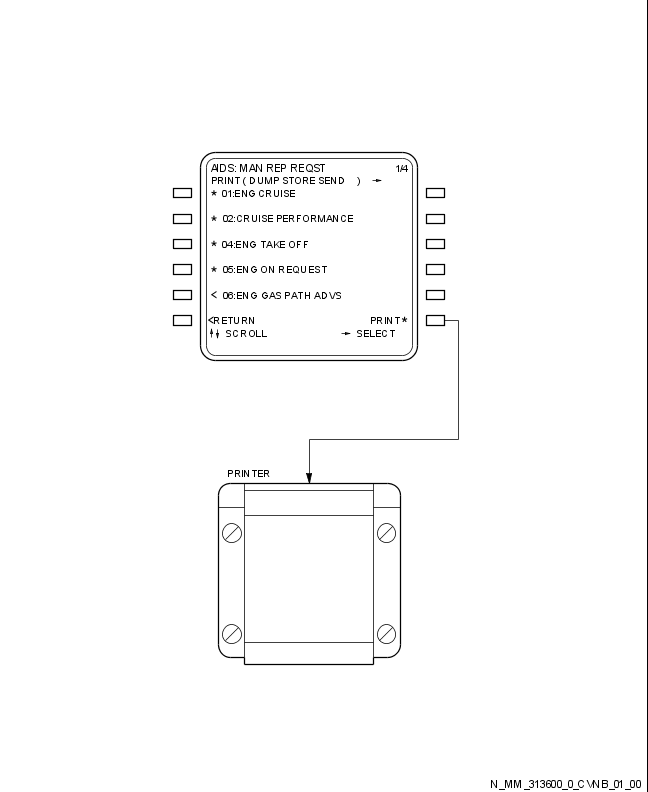 AIDS: MAN REP REQST 1/4
PRINT ( DUMP STORE SEND ) →
* 01:ENG CRUISE
* 02:CRUISE PERFORMANCE
* 04:ENG TAKE OFF
* 05:ENG ON REQUEST
< 06:ENG GAS PATH ADVS
<RETURN PRINT*
↑↓ SCROLL → SELECT
PRINTER
N_MM_313600_0_CVNB_01_00